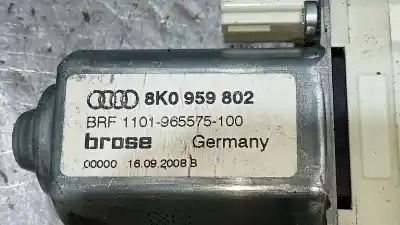 8K0 959 802
BRF 1101-965575-100
brose Germany
00000 16.09.2008 B